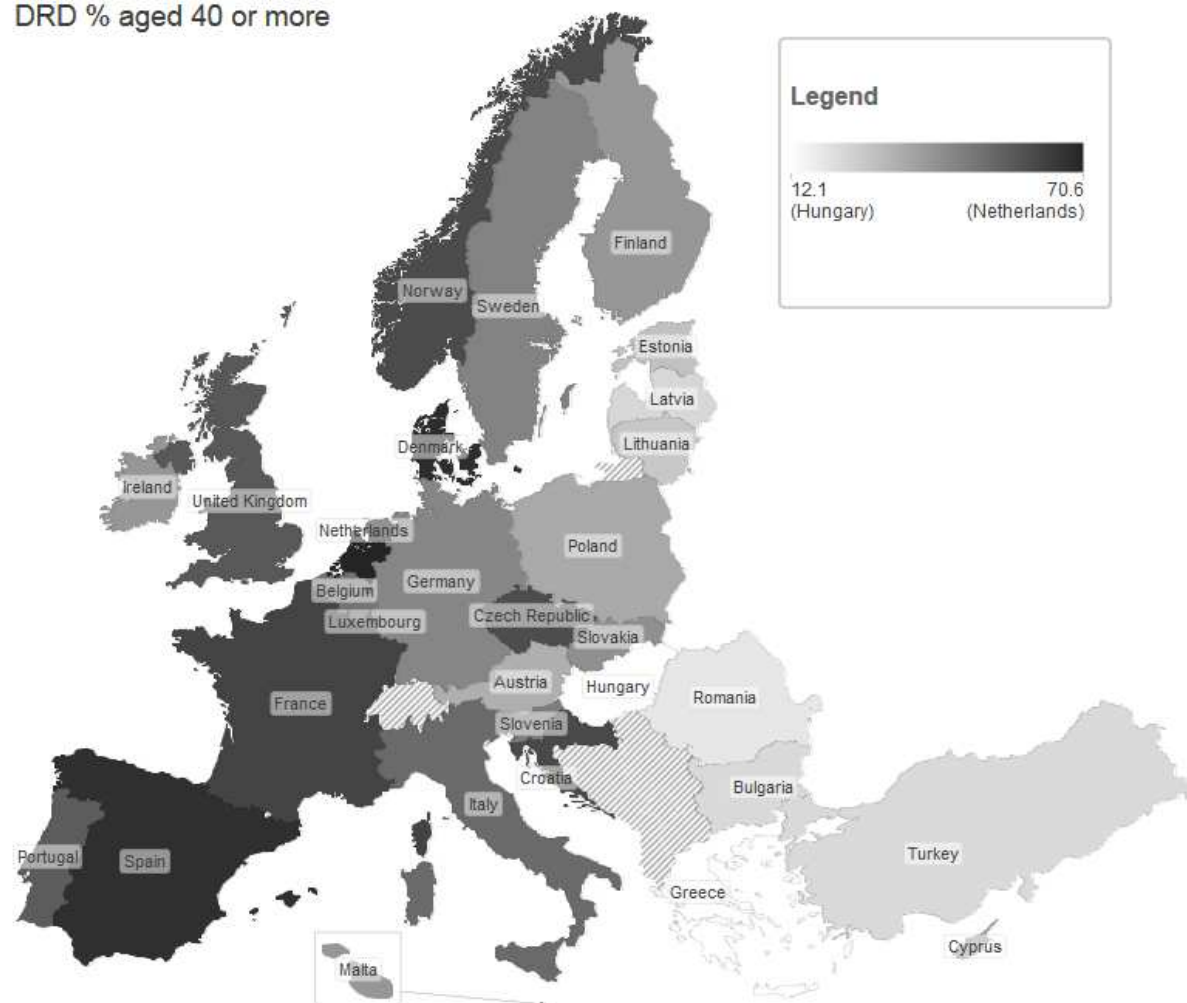 DRD % aged 40 or more
Legend
12.1
70.6
(Hungary)
(Netherlands)
Finland
Norway
Sweden
Estonia
Latvia
Denmark
Lithuania
Ireland
United Kingdom
Netherlands
Poland
Belgium
Germany
Luxembourg
Czech Republic
Slovakia
Austria
Hungary
Romania
France
Slovenia
Croatia
Bulgaria
Italy
Turkey
Portugal
Spain
Greece
Cyprus
Malta